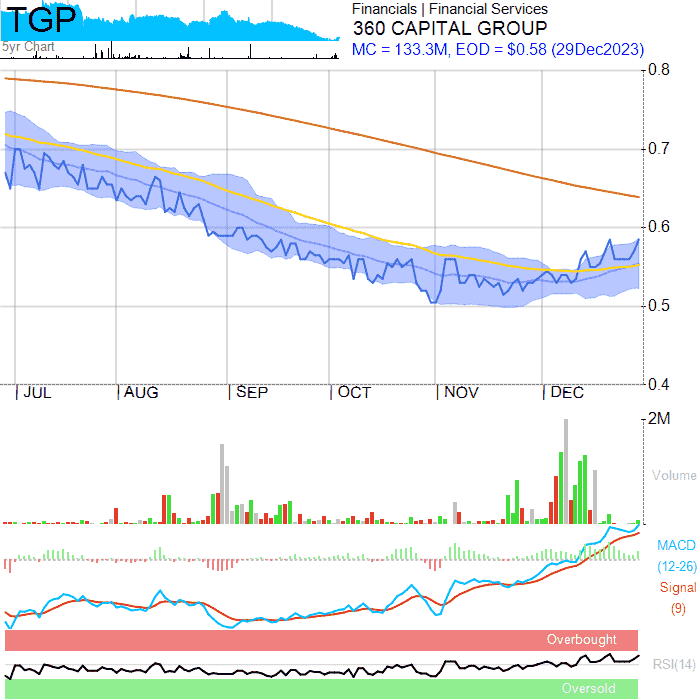 TGP
5yr Chart
Financials | Financial Services
360 CAPITAL GROUP
MC = 133.3M, EOD = $0.58 (29Dec2023)
0.8
0.7
0.6
0.5
0.4
JUL
AUG
SEP
OCT
NOV
DEC
2M
Volume
MACD
(12-26)
Signal
(9)
Overbought
RSI(14)
Oversold